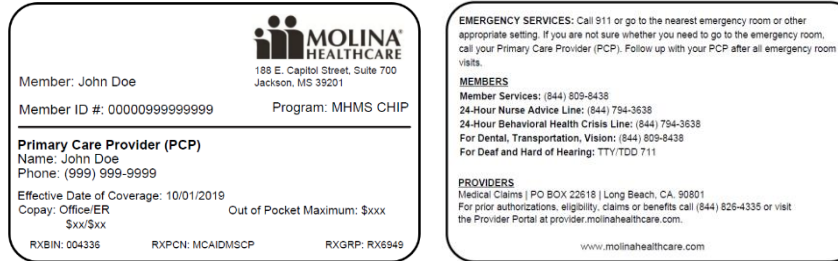 MOLINA®
HEALTHCARE
188 E. Capitol Street, Suite 700
Jackson, MS 39201
Member: John Doe
Member ID #: 00000999999999
Program: MHMS CHIP
Primary Care Provider (PCP)
Name: John Doe
Phone: (999) 999-9999
Effective Date of Coverage: 10/01/2019
Copay: Office/ER
Out of Pocket Maximum: $xxx
$xx/$xx
RXBIN: 004336 RXPCN: MCAIDMSCP RXGRP: RX6949
EMERGENCY SERVICES: Call 911 or go to the nearest emergency room or other
appropriate setting. If you are not sure whether you need to go to the emergency room,
call your Primary Care Provider (PCP). Follow up with your PCP after all emergency room
visits.
MEMBERS
Member Services: (844) 809-8438
24-Hour Nurse Advice Line: (844) 794-3638
24-Hour Behavioral Health Crisis Line: (844) 794-3638
For Dental, Transportation, Vision: (844) 809-8438
For Deaf and Hard of Hearing: TTY/TDD 711
PROVIDERS
Medical Claims | PO BOX 22618 | Long Beach, CA. 90801
For prior authorizations, eligibility, claims or benefits call (844) 826-4335 or visit
the Provider Portal at provider.molinahealthcare.com.
www.molinahealthcare.com